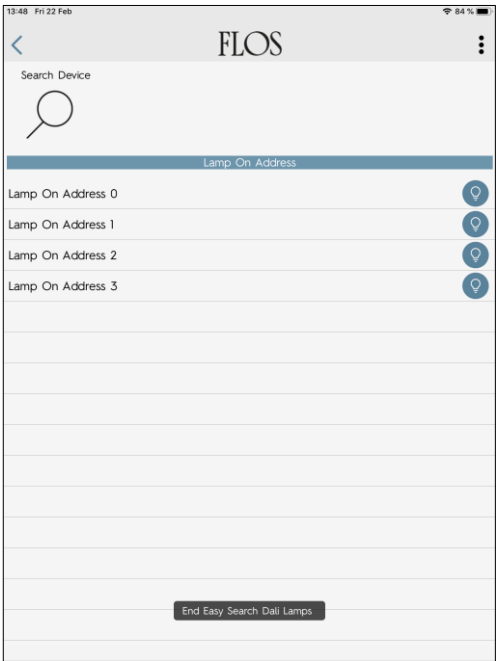 13:48 Fri 22 Feb 84 %
FLOS
Search Device
Lamp On Address
Lamp On Address 0
Lamp On Address 1
Lamp On Address 2
Lamp On Address 3
End Easy Search Dali Lamps